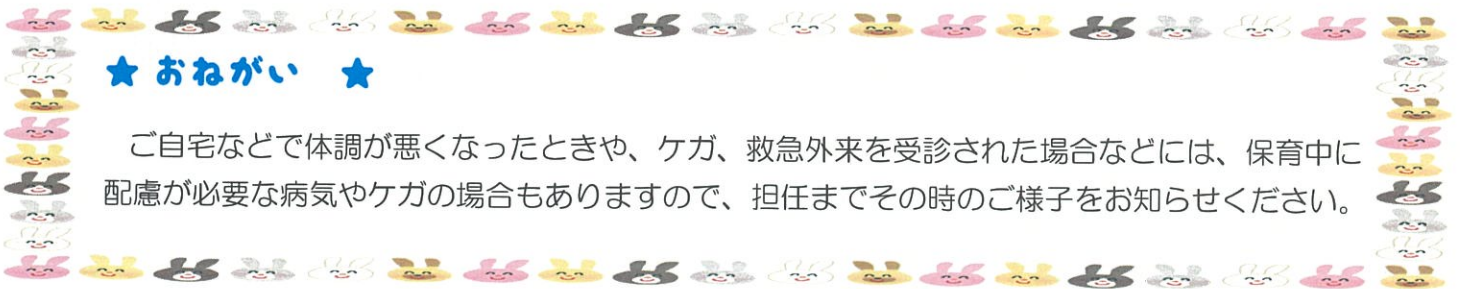 ★ おねがい ★
ご自宅などで体調が悪くなったときや、ケガ、救急外来を受診された場合などには、保育中に
配慮が必要な病気やケガの場合もありますので、担任までその時のご様子をお知らせください。